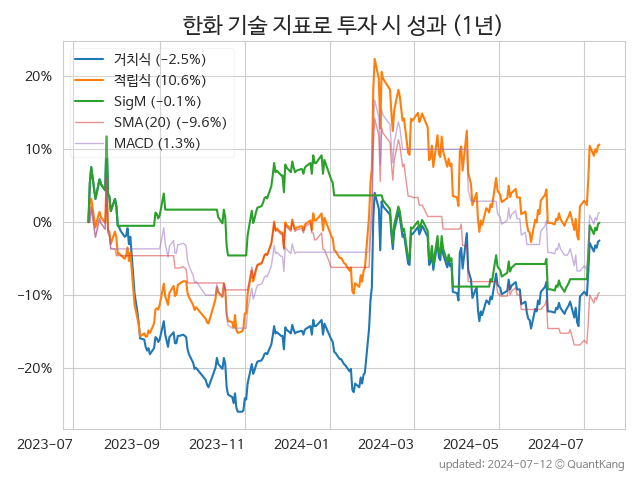 한화 기술 지표로 투자 시 성과 (1년)
거치식 (-2.5%)
적립식 (10.6%)
SigM (-0.1%)
SMA(20) (-9.6%)
MACD (1.3%)
20%
10%
0%
-10%
-20%
2023-07 2023-09 2023-11 2024-01 2024-03 2024-05 2024-07
updated: 2024-07-12 © QuantKang